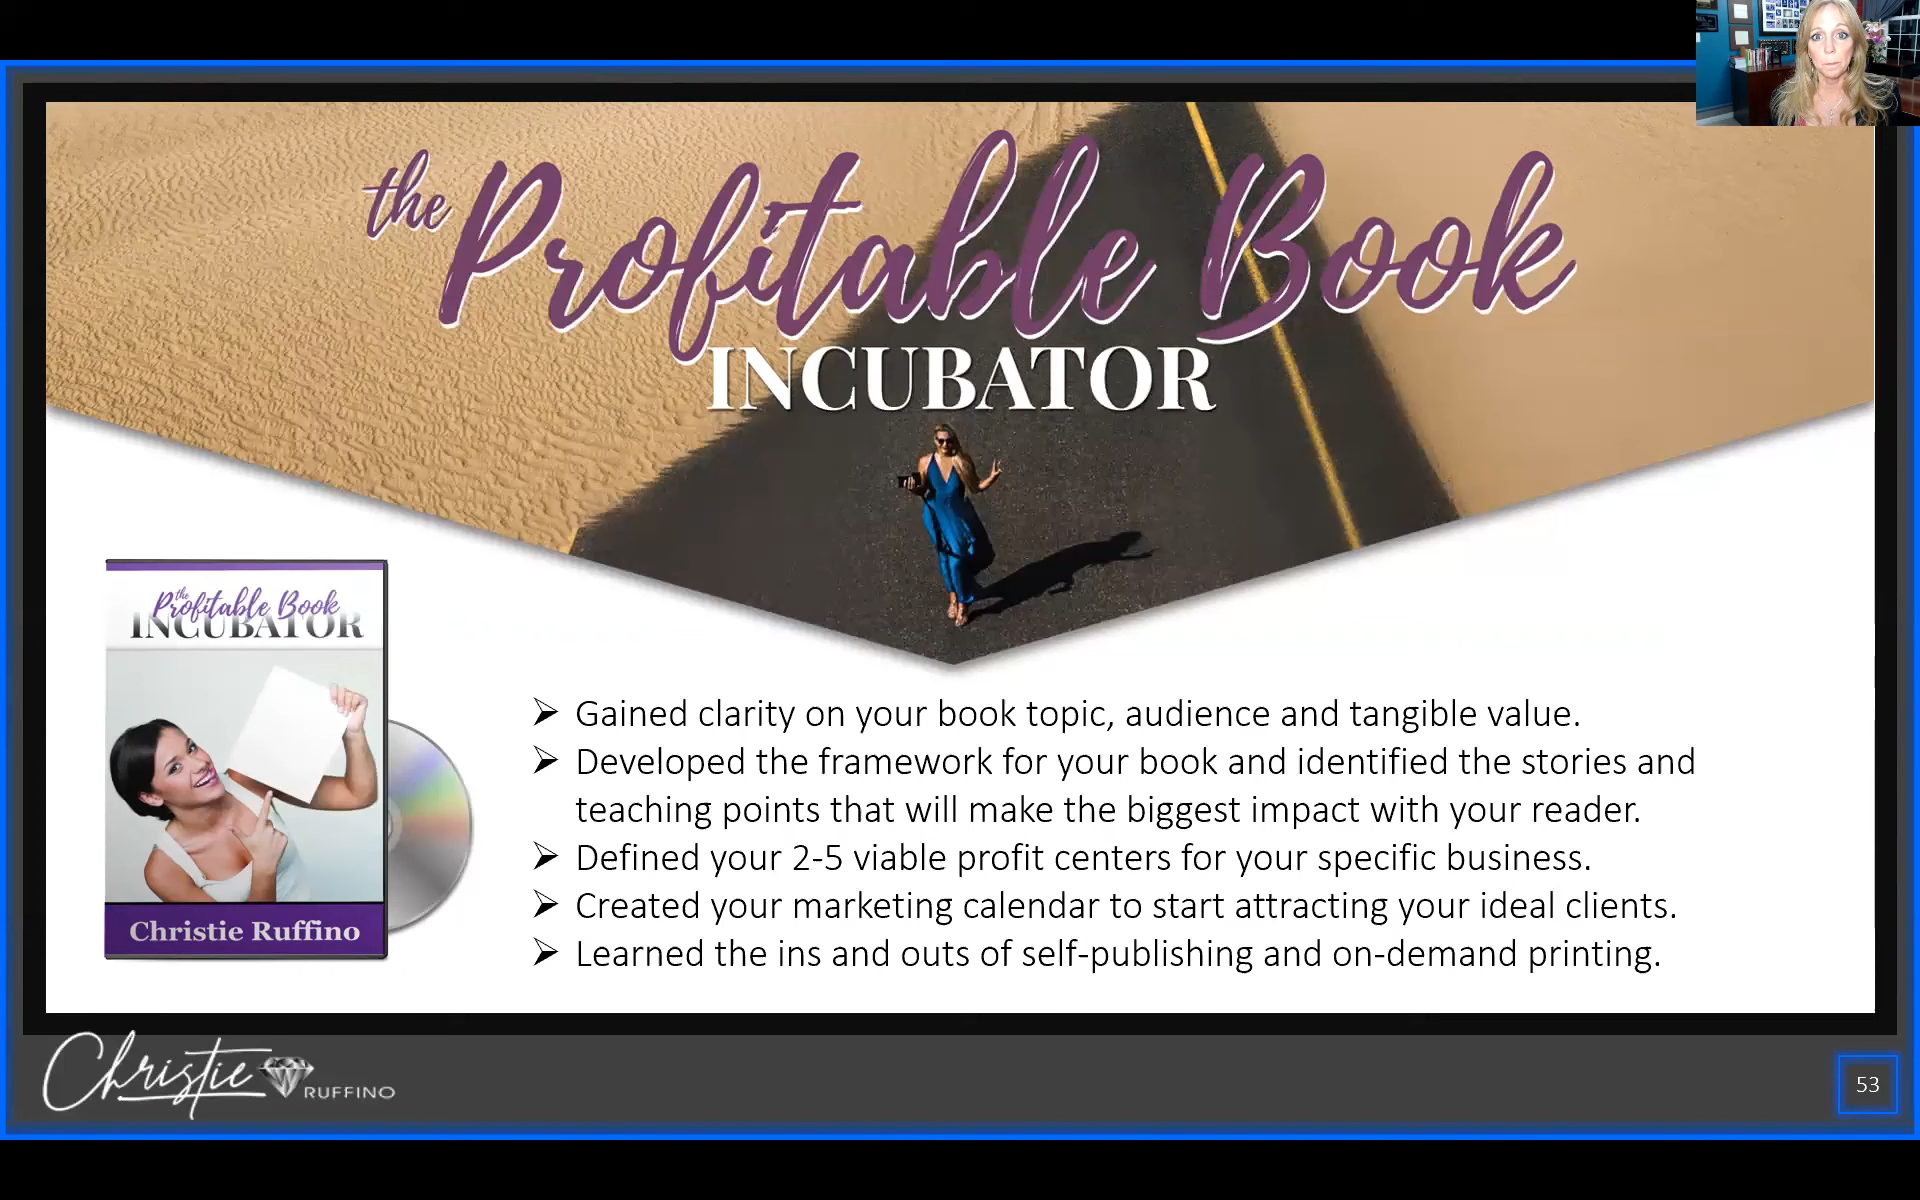 the Profitable Book
INCUBATOR
the
Profitable Book
INCUBATOR
Christie Ruffino
➢ Gained clarity on your book topic, audience and tangible value.
➢ Developed the framework for your book and identified the stories and
teaching points that will make the biggest impact with your reader.
➢ Defined your 2-5 viable profit centers for your specific business.
➢ Created your marketing calendar to start attracting your ideal clients.
➢ Learned the ins and outs of self-publishing and on-demand printing.
Christie RUFFINO
53